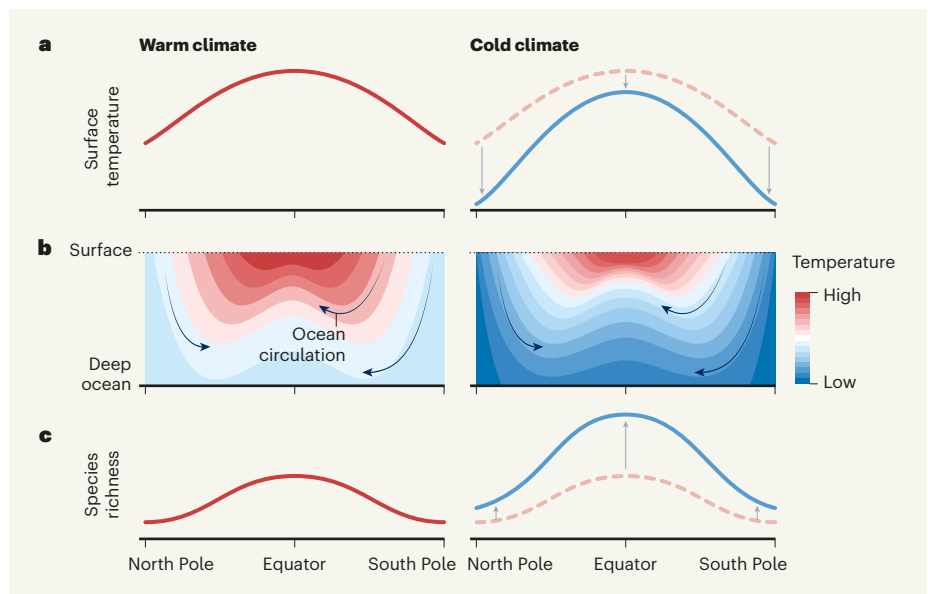 a
Warm climate
Cold climate
Surface
temperature
b
Surface
Deep
ocean
Ocean
circulation
Temperature
High
Low
c
Species
richness
North Pole
Equator
South Pole
North Pole
Equator
South Pole